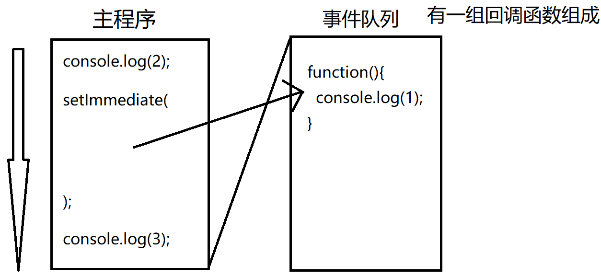 主程序
console.log(2);
setImmediate(
);
console.log(3);
事件队列
function(){
console.log(1);
}
有一组回调函数组成